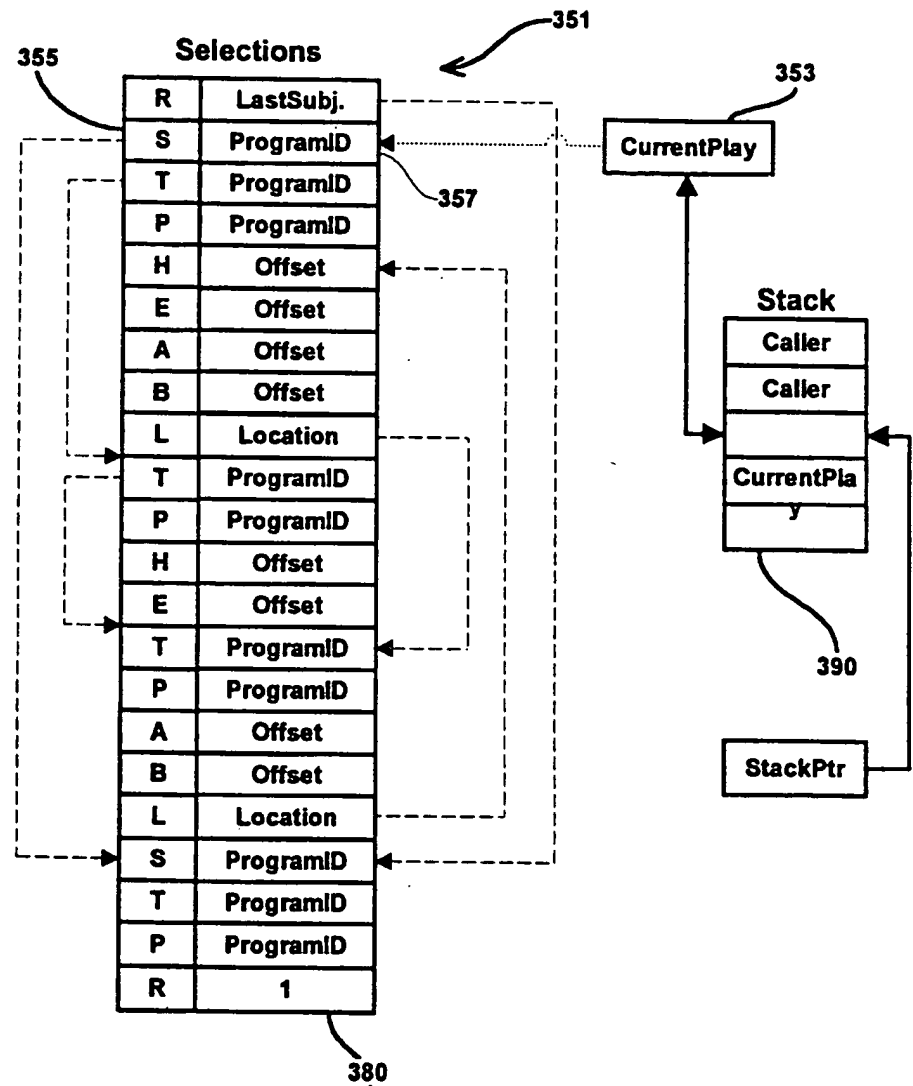 351
Selections
355
353
R LastSubj.
S ProgramID
CurrentPlay
T ProgramID
357
P ProgramID
H Offset
E Offset
A Offset
B Offset
L Location
T ProgramID
P ProgramID
H Offset
E Offset
T ProgramID
P ProgramID
A Offset
B Offset
L Location
S ProgramID
T ProgramID
P ProgramID
R 1
380
Stack
Caller
Caller
CurrentPla
y
390
StackPtr